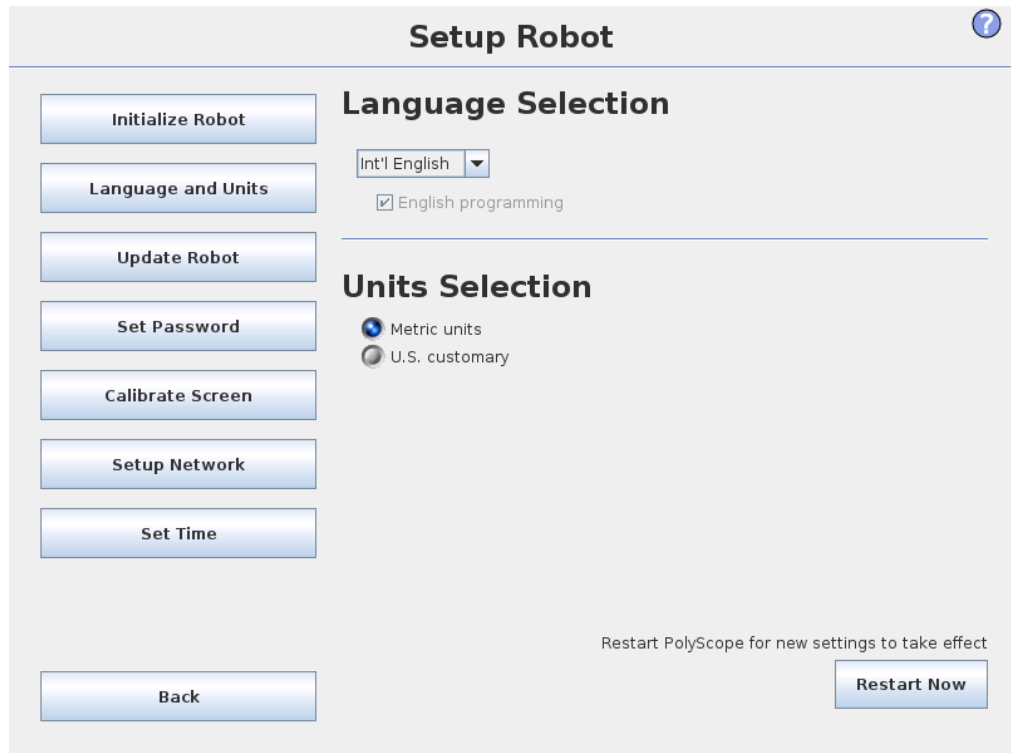 Setup Robot
?
Initialize Robot
Language and Units
Update Robot
Set Password
Calibrate Screen
Setup Network
Set Time
Back
Language Selection
Int'l English
English programming
Units Selection
Metric units
U.S. customary
Restart PolyScope for new settings to take effect
Restart Now